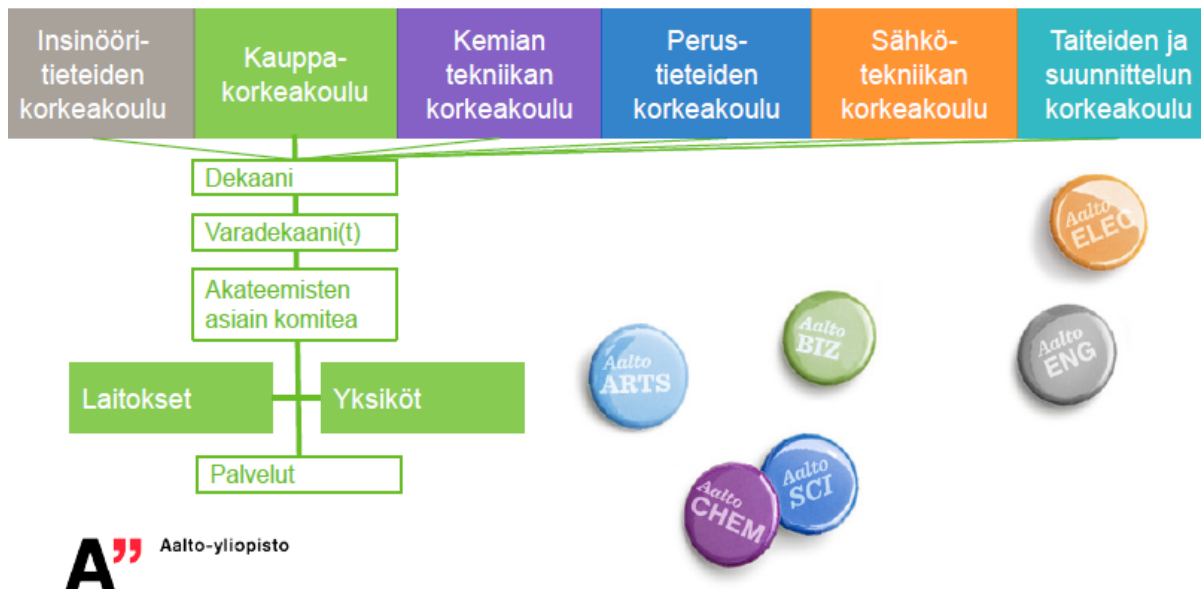 Insinööri-
tieteiden
korkeakoulu
Kauppa-
korkeakoulu
Kemian
tekniikan
korkeakoulu
Perus-
tieteiden
korkeakoulu
Sähkö-
tekniikan
korkeakoulu
Taiteiden ja
suunnittelun
korkeakoulu
Dekaani
Varadekaani(t)
Akateemisten
asiain komitea
Laitokset
Yksiköt
Palvelut
Aalto
ELEC
Aalto
BIZ
Aalto
ENG
Aalto
ARTS
Aalto
SCI
Aalto
CHEM
A” Aalto-yliopisto